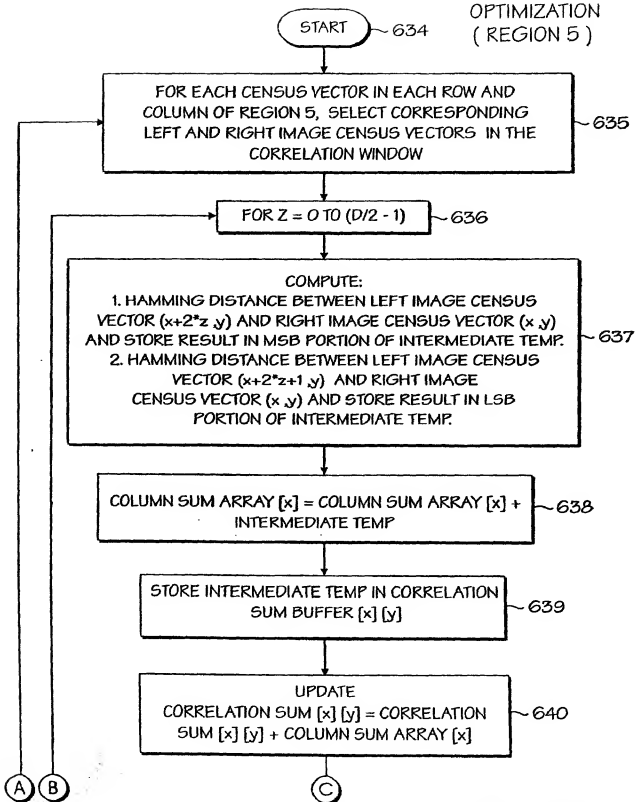 OPTIMIZATION
( REGION 5 )
START
634
FOR EACH CENSUS VECTOR IN EACH ROW AND
COLUMN OF REGION 5, SELECT CORRESPONDING
LEFT AND RIGHT IMAGE CENSUS VECTORS IN THE
CORRELATION WINDOW
635
FOR Z = 0 TO (D/2 - 1)
636
COMPUTE:
1. HAMMING DISTANCE BETWEEN LEFT IMAGE CENSUS
VECTOR (x+2*z ,y) AND RIGHT IMAGE CENSUS VECTOR (x ,y)
AND STORE RESULT IN MSB PORTION OF INTERMEDIATE TEMP.
2. HAMMING DISTANCE BETWEEN LEFT IMAGE CENSUS
VECTOR (x+2*z+1 ,y) AND RIGHT IMAGE
CENSUS VECTOR (x ,y) AND STORE RESULT IN LSB
PORTION OF INTERMEDIATE TEMP.
637
COLUMN SUM ARRAY [x] = COLUMN SUM ARRAY [x] +
INTERMEDIATE TEMP
638
STORE INTERMEDIATE TEMP IN CORRELATION
SUM BUFFER [x] [y]
639
UPDATE
CORRELATION SUM [x] [y] = CORRELATION
SUM [x] [y] + COLUMN SUM ARRAY [x]
640
A
B
C